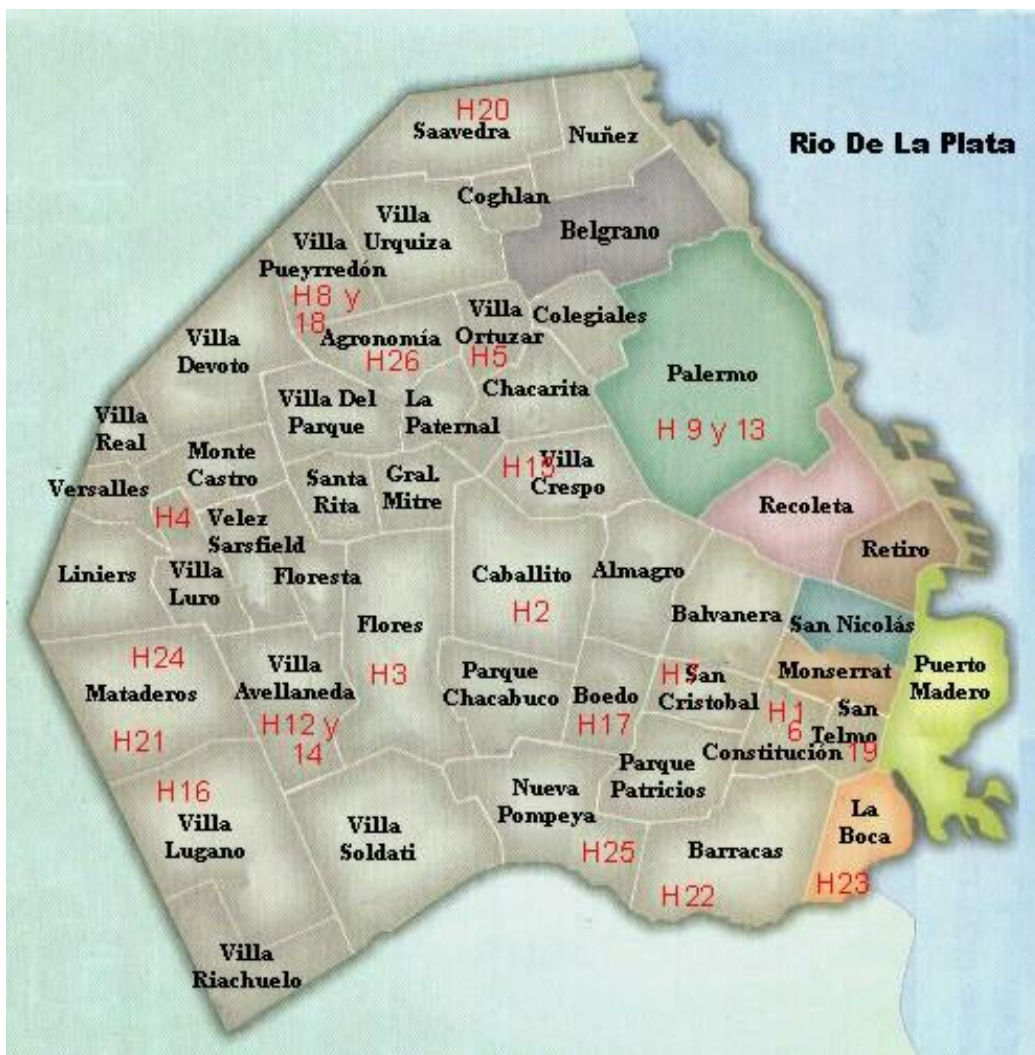 H20
Saavedra
Nuñez
Rio De La Plata
Coghlan
Villa
Urquiza
Belgrano
Villa
Pueyrredón
H8 y
18
Villa
Ortuzar
H5
Colegiales
Agronomía
H26
Villa
Devoto
Palermo
H 9 y 13
Chacarita
Villa Del
Parque
La
Paternal
Villa
Real
Monte
Castro
H15
Villa
Crespo
Versalles
Santa
Rita
Gral.
Mitre
Recoleta
H4
Velez
Sarsfield
Retiro
Liniers
Villa
Luro
Floresta
Caballito
H2
Almagro
Balvanera
San Nicolás
Flores
H3
H24
Mataderos
H21
Villa
Avellaneda
H12 y
14
Parque
Chacabuco
Boedo
H17
San
Cristobal
Monserrat
Puerto
Madero
H1
6
San
Telmo
19
Constitución
Parque
Patricios
H16
Villa
Lugano
Villa
Soldati
Nueva
Pompeya
H25
Barracas
H22
La
Boca
H23
Villa
Riachuelo